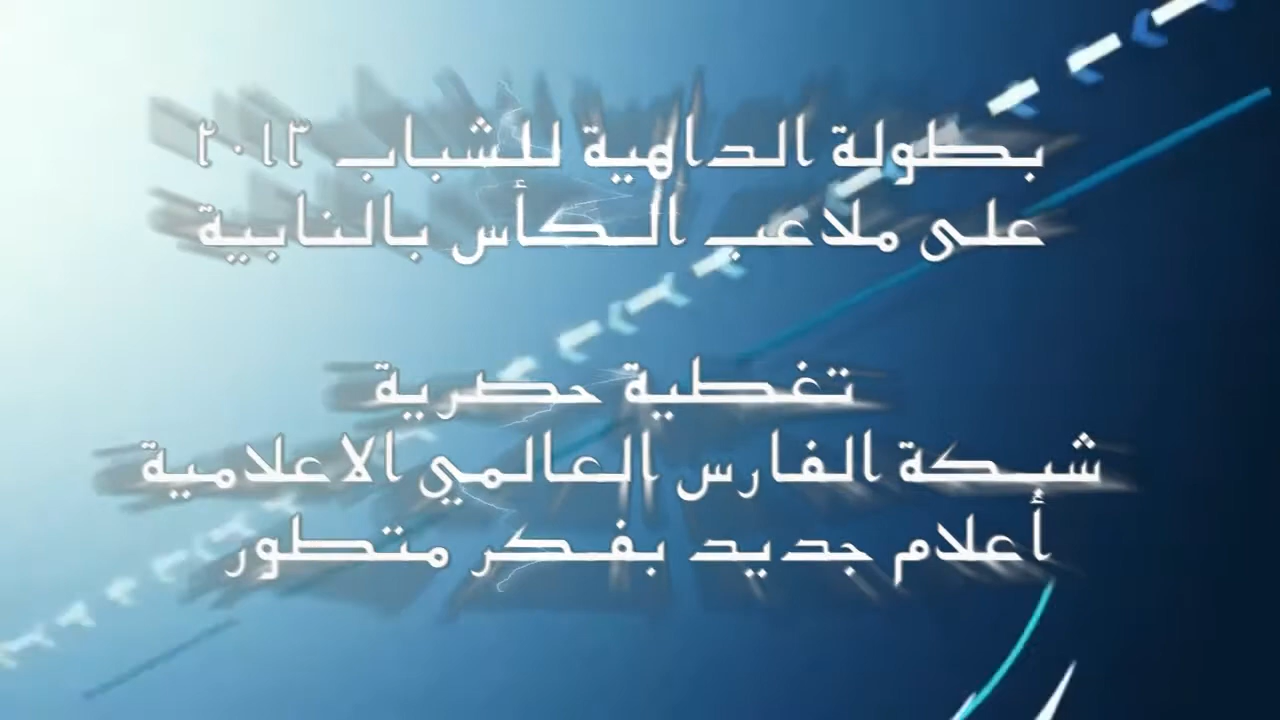 بطولة الداهية للشباب ٢٠١٣
على ملاعب الكأس بالنابية
تغطية حصرية
شبكة الفارس العالمي الاعلامية
أعلام جديد بفكر متطور